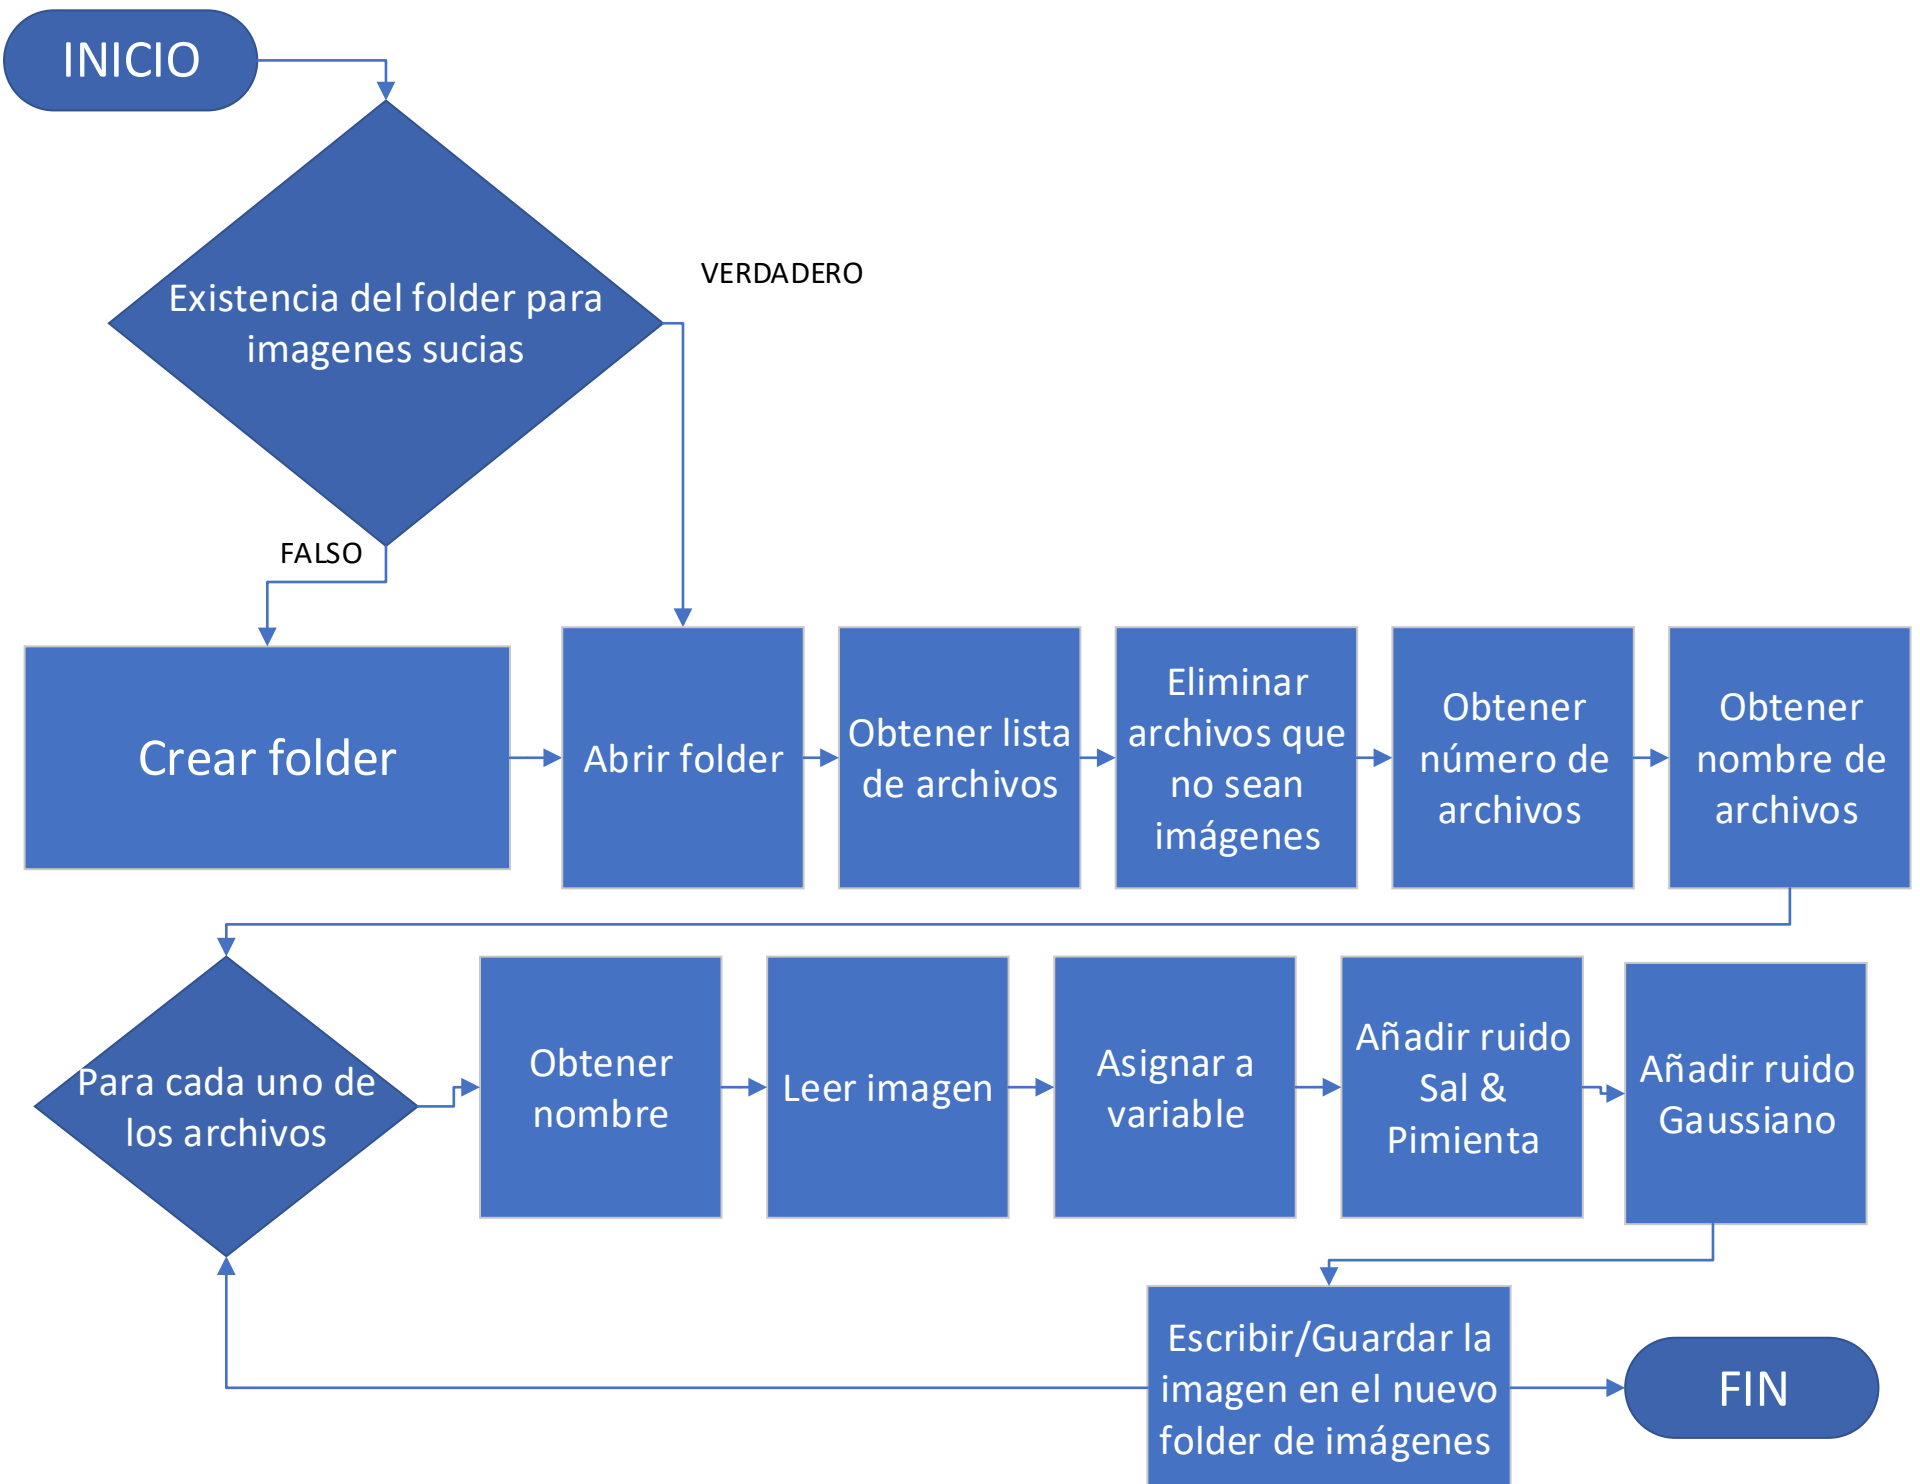 INICIO
Existencia del folder para
imagenes sucias
VERDADERO
FALSO
Crear folder
Abrir folder
Obtener lista
de archivos
Eliminar
archivos que
no sean
imágenes
Obtener
número de
archivos
Obtener
nombre de
archivos
Para cada uno de
los archivos
Obtener
nombre
Leer imagen
Asignar a
variable
Añadir ruido
Sal &
Pimienta
Añadir ruido
Gaussiano
Escribir/Guardar la
imagen en el nuevo
folder de imágenes
FIN